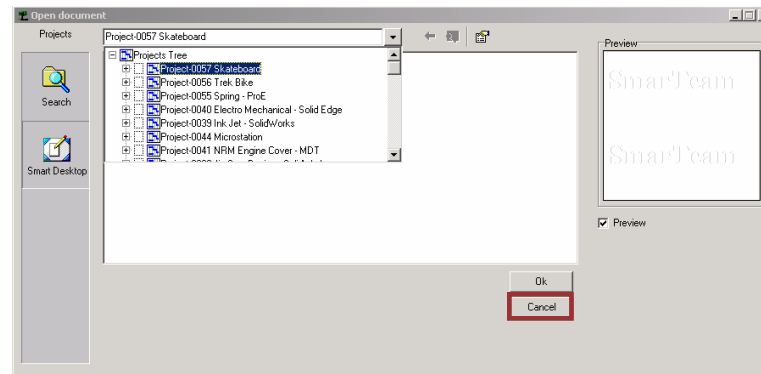 Open document
Projects
Project-0057 Skateboard
Preview
Projects Tree
Project-0057 Skateboard
Project-0056 Trek Bike
Project-0055 Spring - ProE
Project-0040 Electro Mechanical - Solid Edge
Project-0039 Ink Jet - SolidWorks
Project-0044 Microstation
Project-0041 NRM Engine Cover - MDT
Search
Smart Desktop
SmarTeam
SmarTeam
Preview
Ok
Cancel